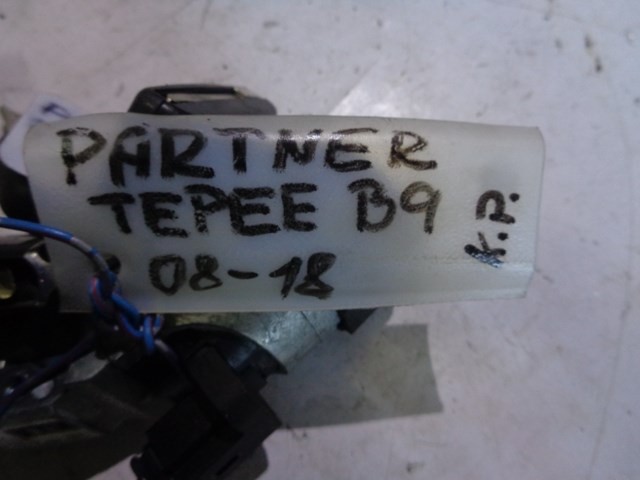 PARTNER
TEPEE B9
08-18
K.P.